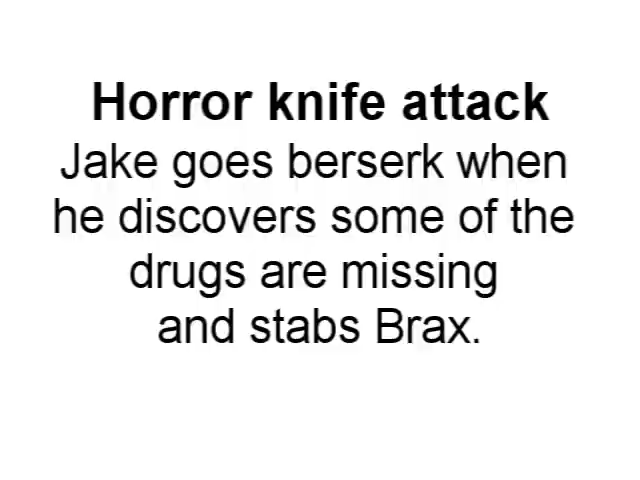 Horror knife attack
Jake goes berserk when
he discovers some of the
drugs are missing
and stabs Brax.